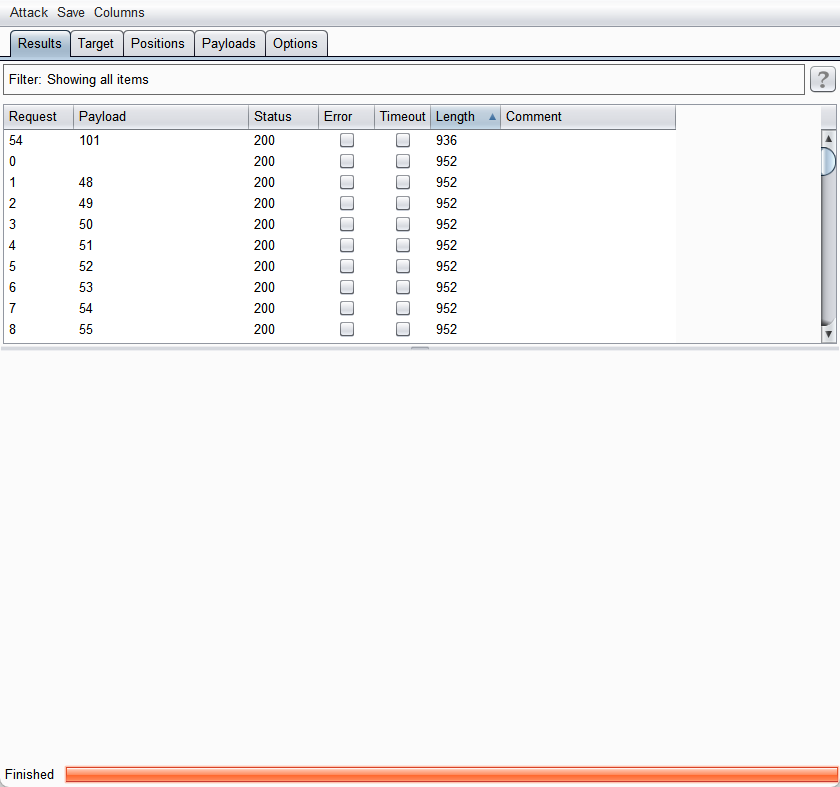 Attack Save Columns
Results Target Positions Payloads Options
Filter: Showing all items ?
Request Payload Status Error Timeout Length Comment
54 101 200 936
0 200 952
1 48 200 952
2 49 200 952
3 50 200 952
4 51 200 952
5 52 200 952
6 53 200 952
7 54 200 952
8 55 200 952
Finished